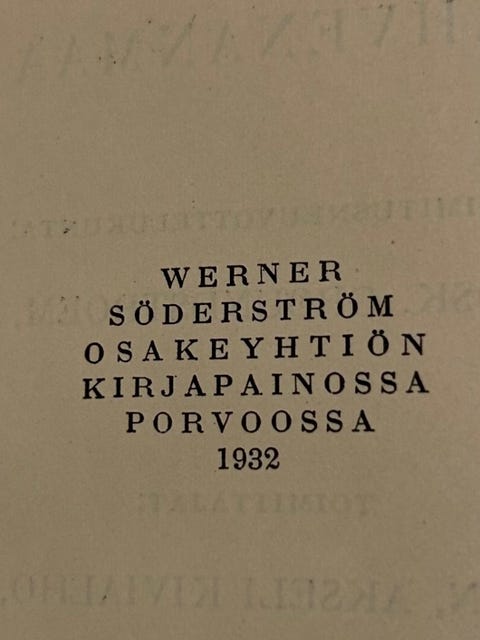 WERNER
SÖDERSTRÖM
OSAKEYHTIÖN
KIRJAPAINOSSA
PORVOOSSA
1932